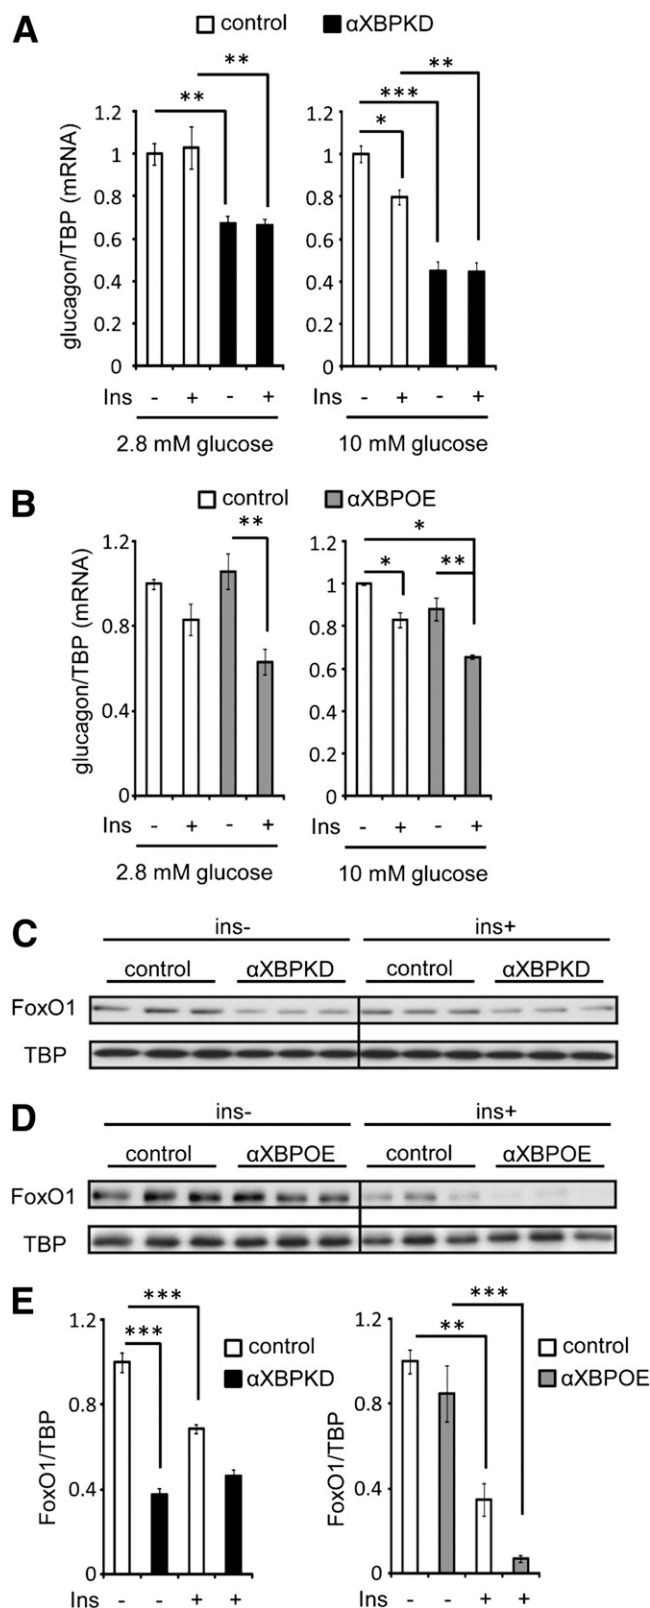 A
control αXBPKD
** **
** *** *
glucagon/TBP (mRNA)
1.2 1 0.8 0.6 0.4 0.2 0
1.2 1 0.8 0.6 0.4 0.2 0
Ins - + - +
Ins - + - +
2.8 mM glucose 10 mM glucose
B
control αXBPOE
**
* * **
glucagon/TBP (mRNA)
1.2 0.8 0.4 0
1.2 1 0.8 0.6 0.4 0.2 0
Ins - + - +
Ins - + - +
2.8 mM glucose 10 mM glucose
C
ins- ins+
control αXBPKD control αXBPKD
FoxO1
TBP
D
ins- ins+
control αXBPOE control αXBPOE
FoxO1
TBP
E
*** ***
control
αXBPKD
FoxO1/TBP
1.2 0.8 0.4 0
Ins - - + +
*** **
control
αXBPOE
FoxO1/TBP
1.2 0.8 0.4 0
Ins - - + +